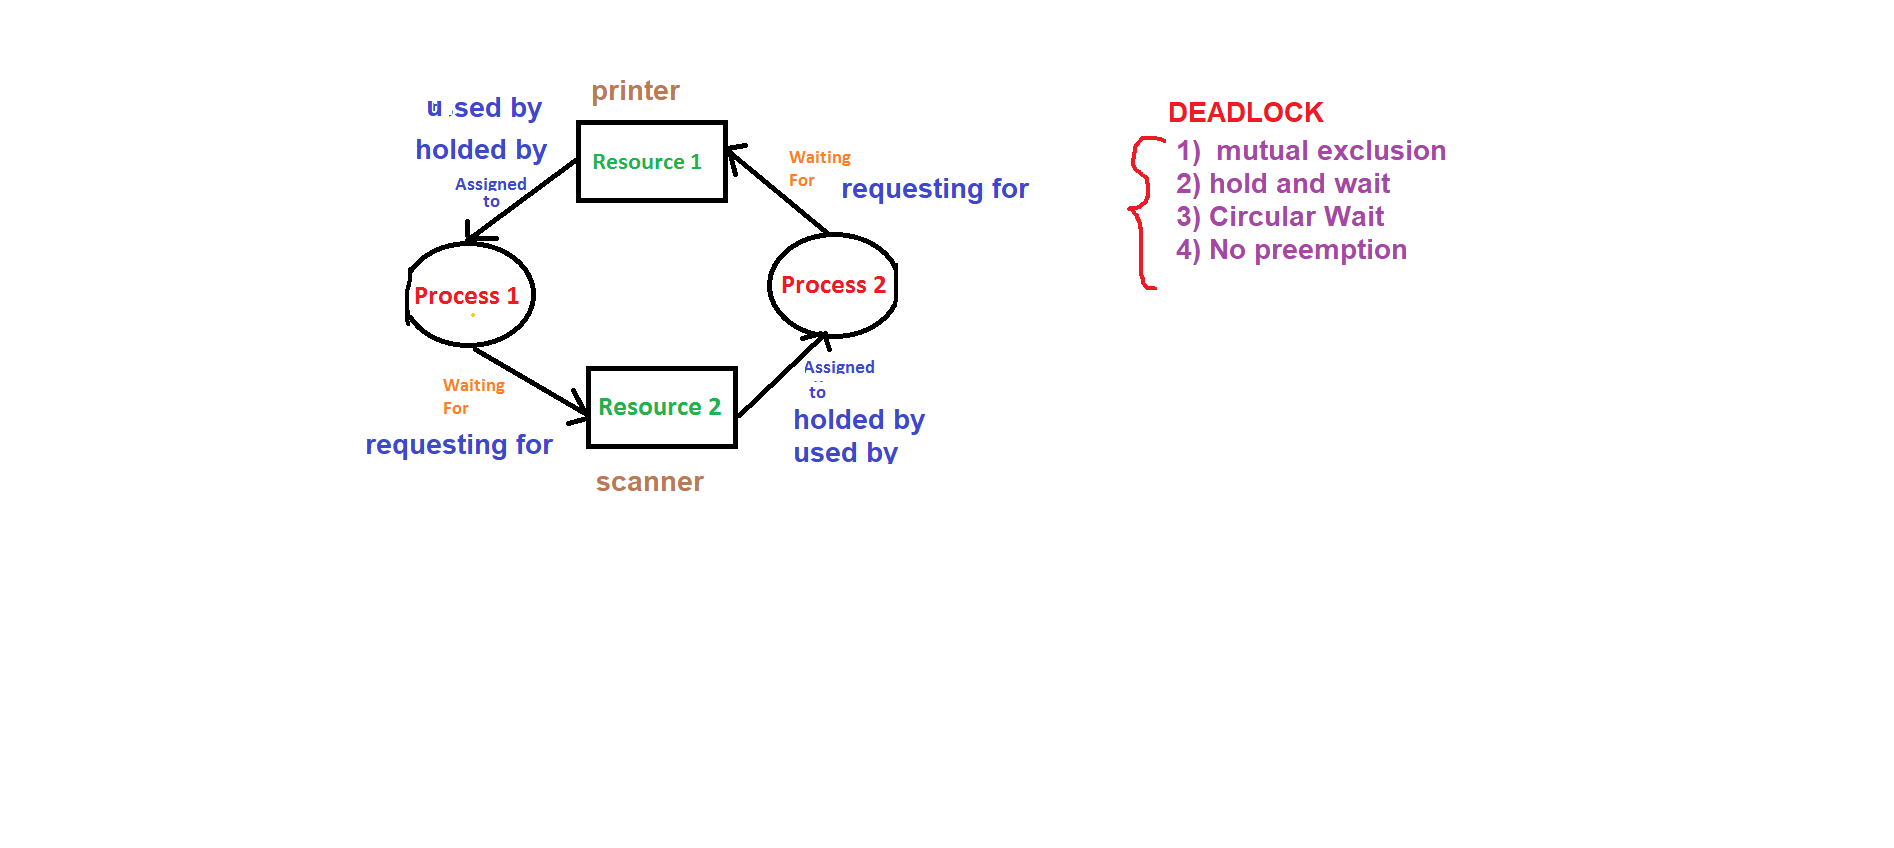 printer
used by
holded by
Assigned
to
Resource 1
Waiting
For
requesting for
Process 1
Process 2
Waiting
For
requesting for
Resource 2
scanner
Assigned
to
holded by
used by
DEADLOCK
1) mutual exclusion
2) hold and wait
3) Circular Wait
4) No preemption